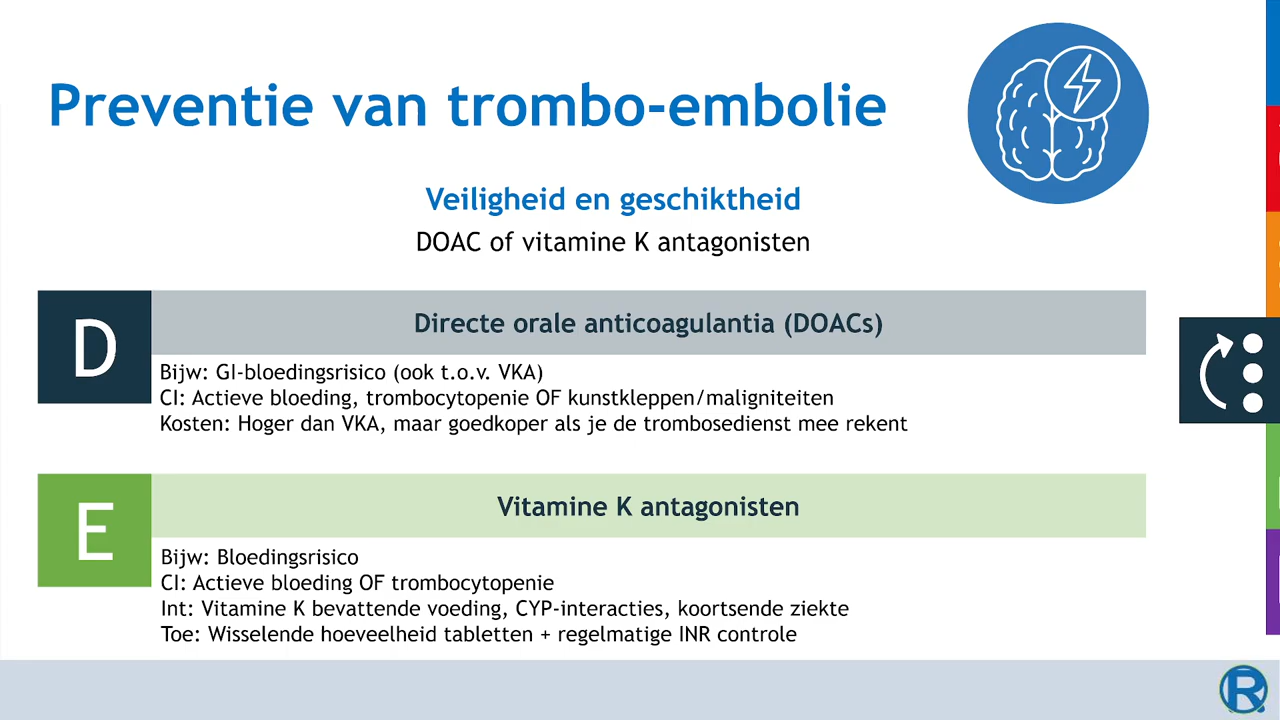 Preventie van trombo-embolie
Veiligheid en geschiktheid
DOAC of vitamine K antagonisten
D
Directe orale anticoagulantia (DOACs)
Bijw: GI-bloedingsrisico (ook t.o.v. VKA)
CI: Actieve bloeding, trombocytopenie OF kunstkleppen/maligniteiten
Kosten: Hoger dan VKA, maar goedkoper als je de trombosedienst mee rekent
E
Vitamine K antagonisten
Bijw: Bloedingsrisico
CI: Actieve bloeding OF trombocytopenie
Int: Vitamine K bevattende voeding, CYP-interacties, koortsende ziekte
Toe: Wisselende hoeveelheid tabletten + regelmatige INR controle
R